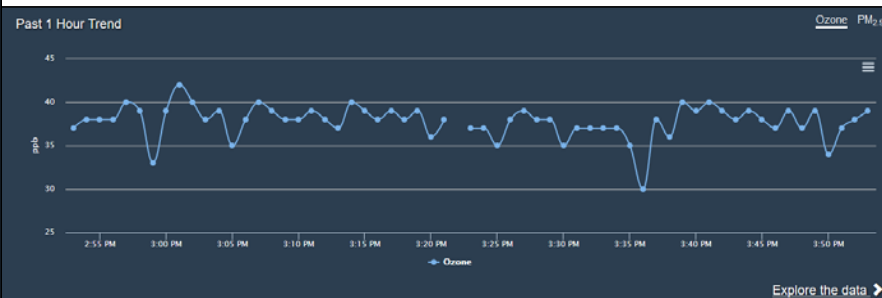 Past 1 Hour Trend
Ozone PM2.5
45
40
35
30
25
ppb
2:55 PM 3:00 PM 3:05 PM 3:10 PM 3:15 PM 3:20 PM 3:25 PM 3:30 PM 3:35 PM 3:40 PM 3:45 PM 3:50 PM
Ozone
Explore the data